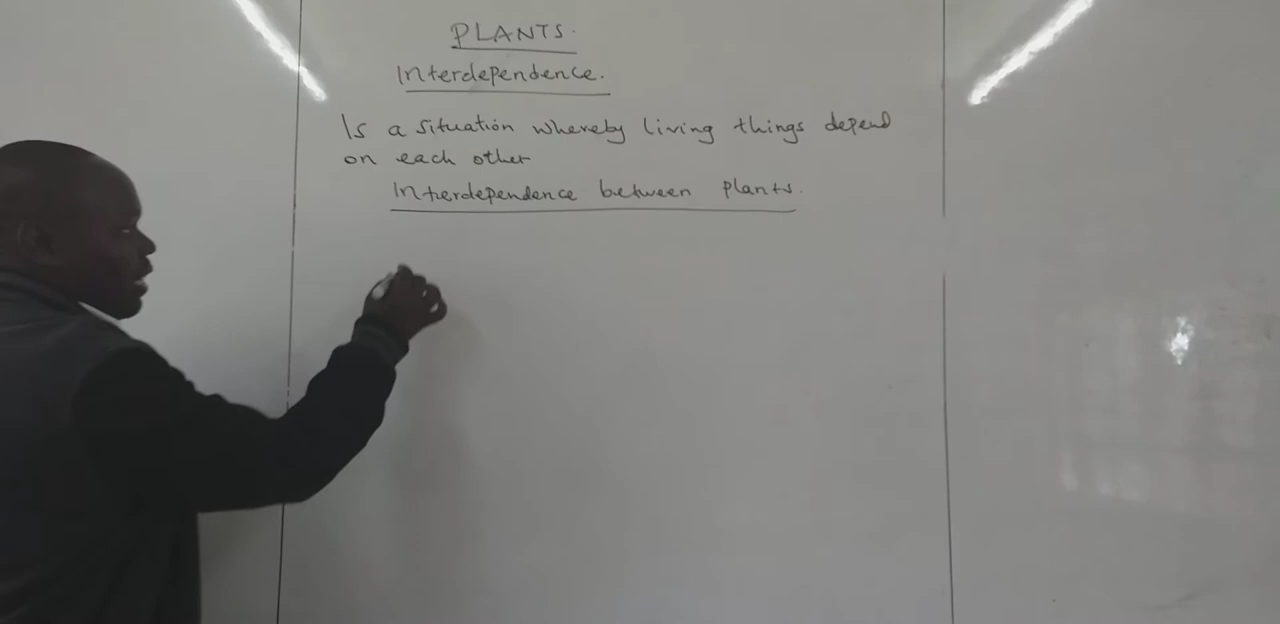 PLANTS.
Interdependence.
Is a situation whereby living things depend
on each other
Interdependence between plants.